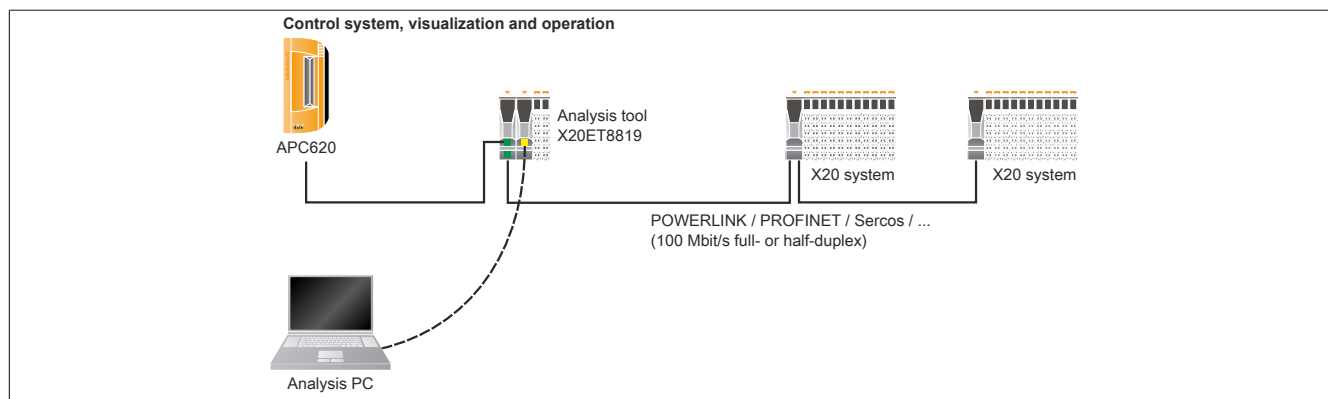 Control system, visualization and operation
APC620
Analysis tool
X20ET8819
X20 system
X20 system
POWERLINK / PROFINET / Sercos / ...
(100 Mbit/s full- or half-duplex)
Analysis PC